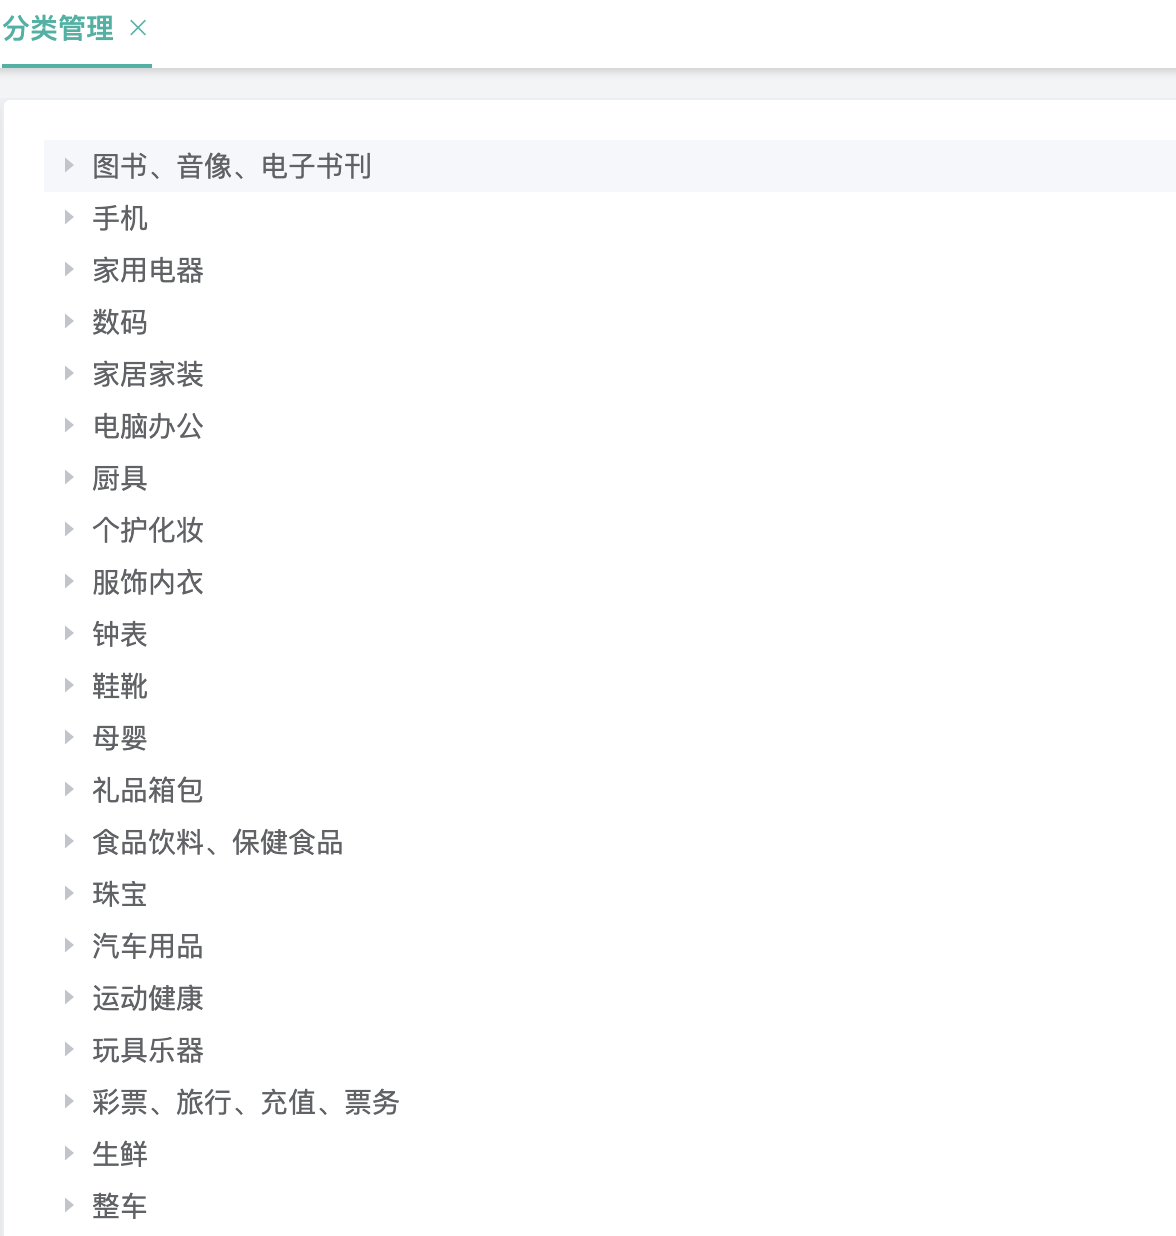 分类管理
图书、音像、电子书刊
手机
家用电器
数码
家居家装
电脑办公
厨具
个护化妆
服饰内衣
钟表
鞋靴
母婴
礼品箱包
食品饮料、保健食品
珠宝
汽车用品
运动健康
玩具乐器
彩票、旅行、充值、票务
生鲜
整车